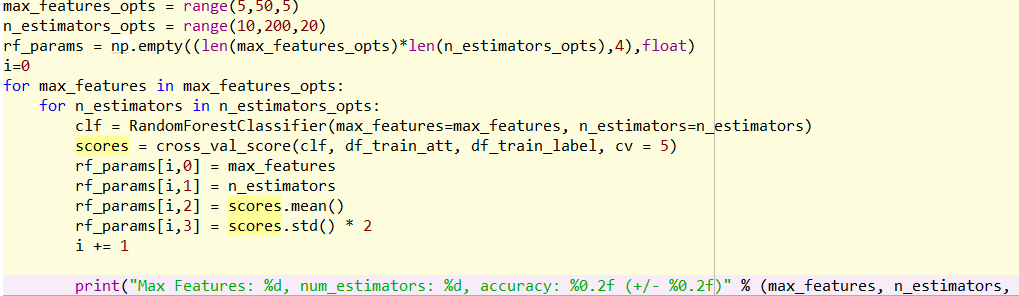 max_features_opts = range(5,50,5)
n_estimators_opts = range(10,200,20)
rf_params = np.empty((len(max_features_opts)*len(n_estimators_opts),4),float)
i=0
for max_features in max_features_opts:
    for n_estimators in n_estimators_opts:
        clf = RandomForestClassifier(max_features=max_features, n_estimators=n_estimators)
        scores = cross_val_score(clf, df_train_att, df_train_label, cv = 5)
        rf_params[i,0] = max_features
        rf_params[i,1] = n_estimators
        rf_params[i,2] = scores.mean()
        rf_params[i,3] = scores.std() * 2
        i += 1
        print("Max Features: %d, num_estimators: %d, accuracy: %0.2f (+/- %0.2f)" % (max_features, n_estimators,